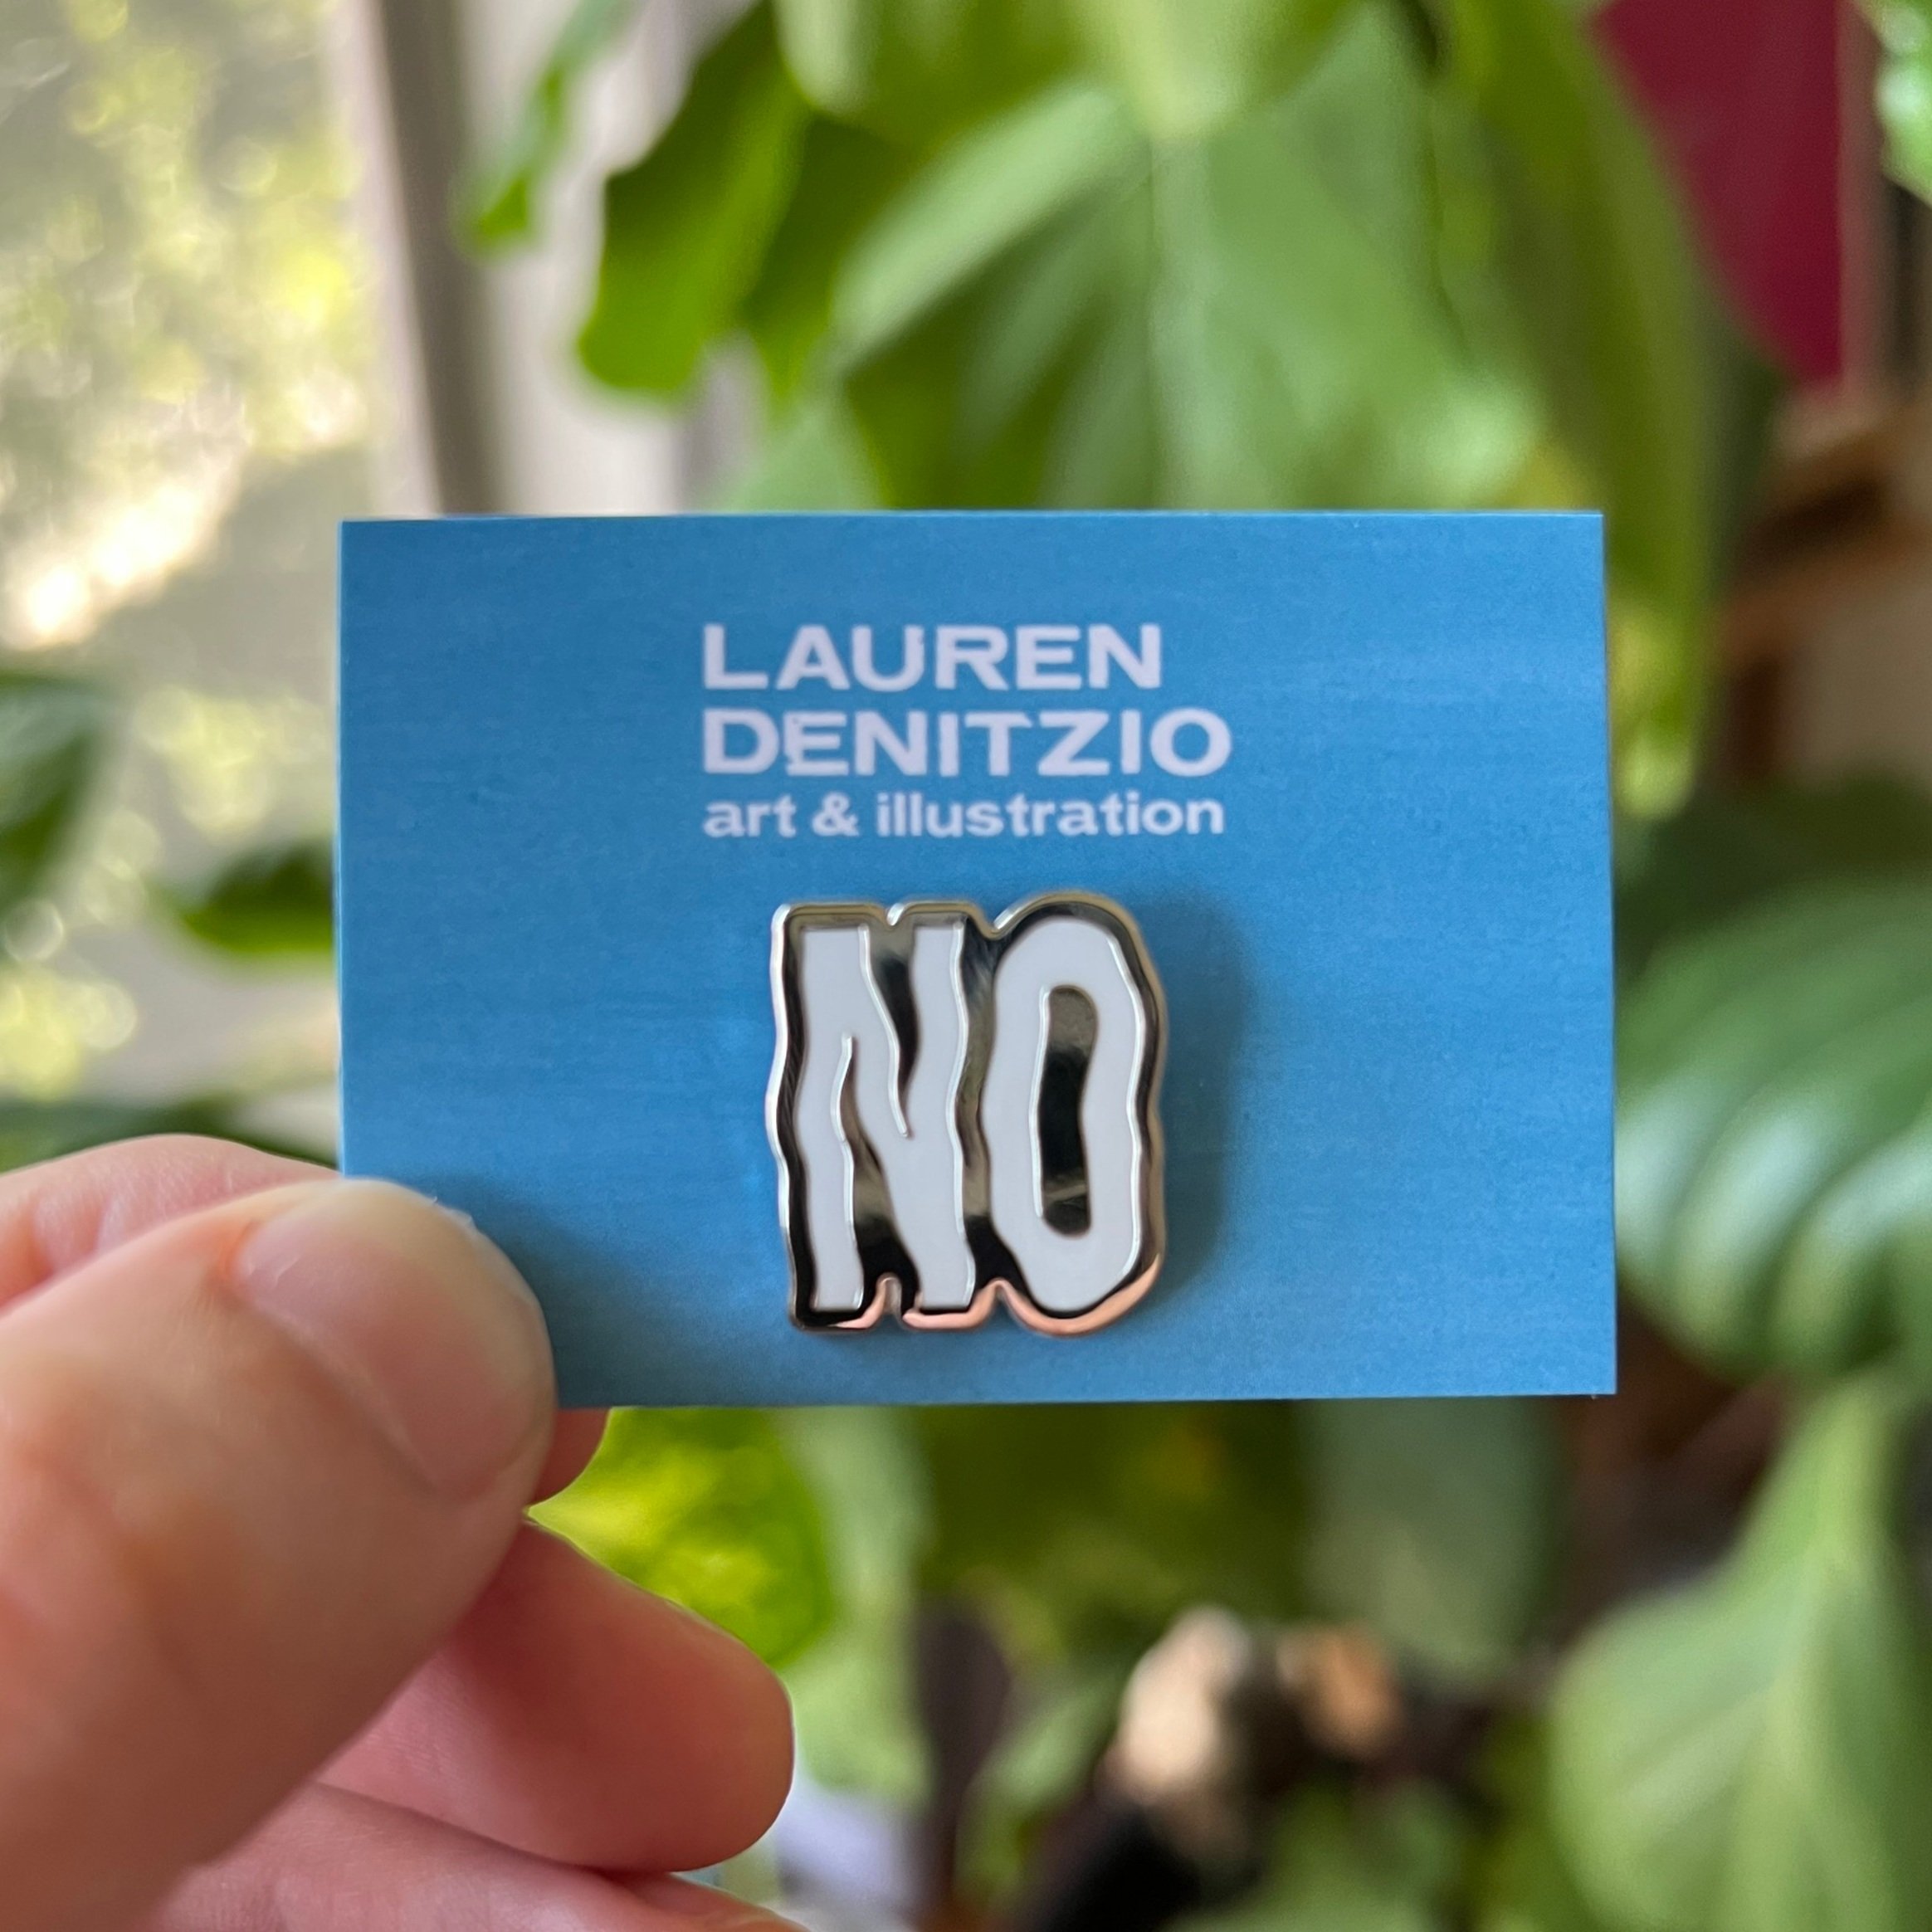 LAUREN
DENITZIO
art & illustration
NO